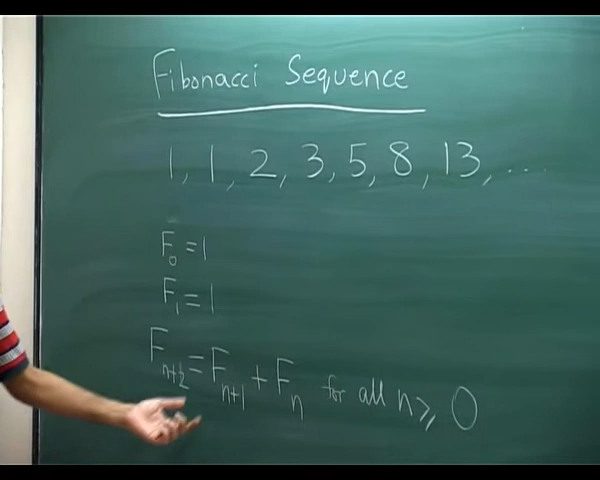 Fibonacci Sequence
1, 1, 2, 3, 5, 8, 13, ...
F₀ = 1
F₁ = 1
Fₙ₊₂ = Fₙ₊₁ + Fₙ for all n ≥ 0